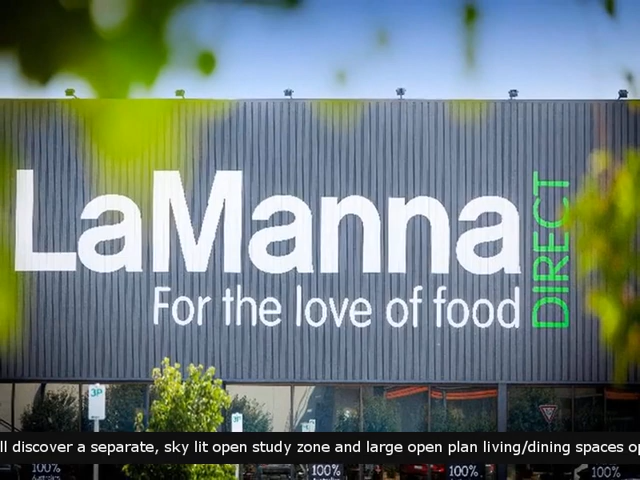 LaManna
DIRECT
For the love of food
3P
ll discover a separate, sky lit open study zone and large open plan living/dining spaces o
100%
100%
100%
100%